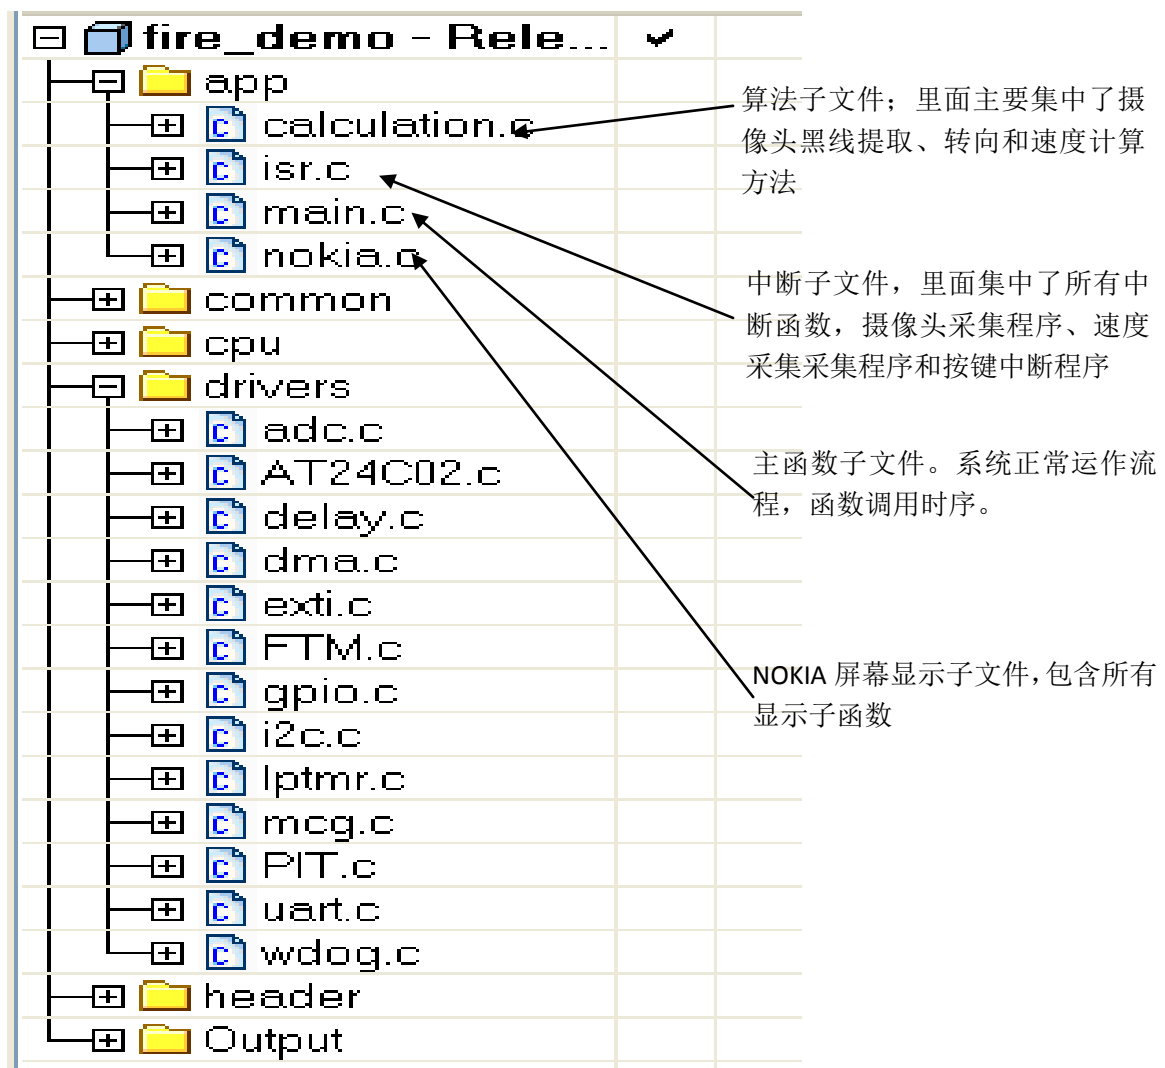 fire_demo - Rele...
app
calculation.c
isr.c
main.c
nokia.c
common
cpu
drivers
adc.c
AT24C02.c
delay.c
dma.c
exti.c
FTM.c
gpio.c
i2c.c
lptmr.c
mcg.c
PIT.c
uart.c
wdog.c
header
Output
算法子文件；里面主要集中了摄
像头黑线提取、转向和速度计算
方法
中断子文件，里面集中了所有中
断函数，摄像头采集程序、速度
采集采集程序和按键中断程序
主函数子文件。系统正常运作流
程，函数调用时序。
NOKIA 屏幕显示子文件，包含所有
显示子函数